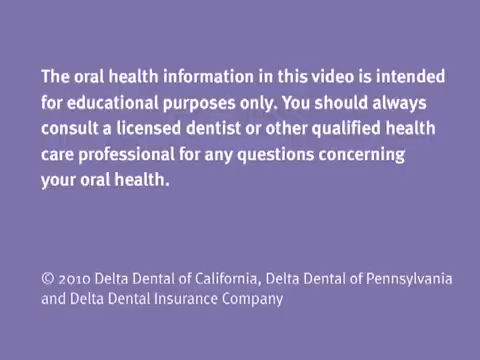 The oral health information in this video is intended
for educational purposes only. You should always
consult a licensed dentist or other qualified health
care professional for any questions concerning
your oral health.
© 2010 Delta Dental of California, Delta Dental of Pennsylvania
and Delta Dental Insurance Company